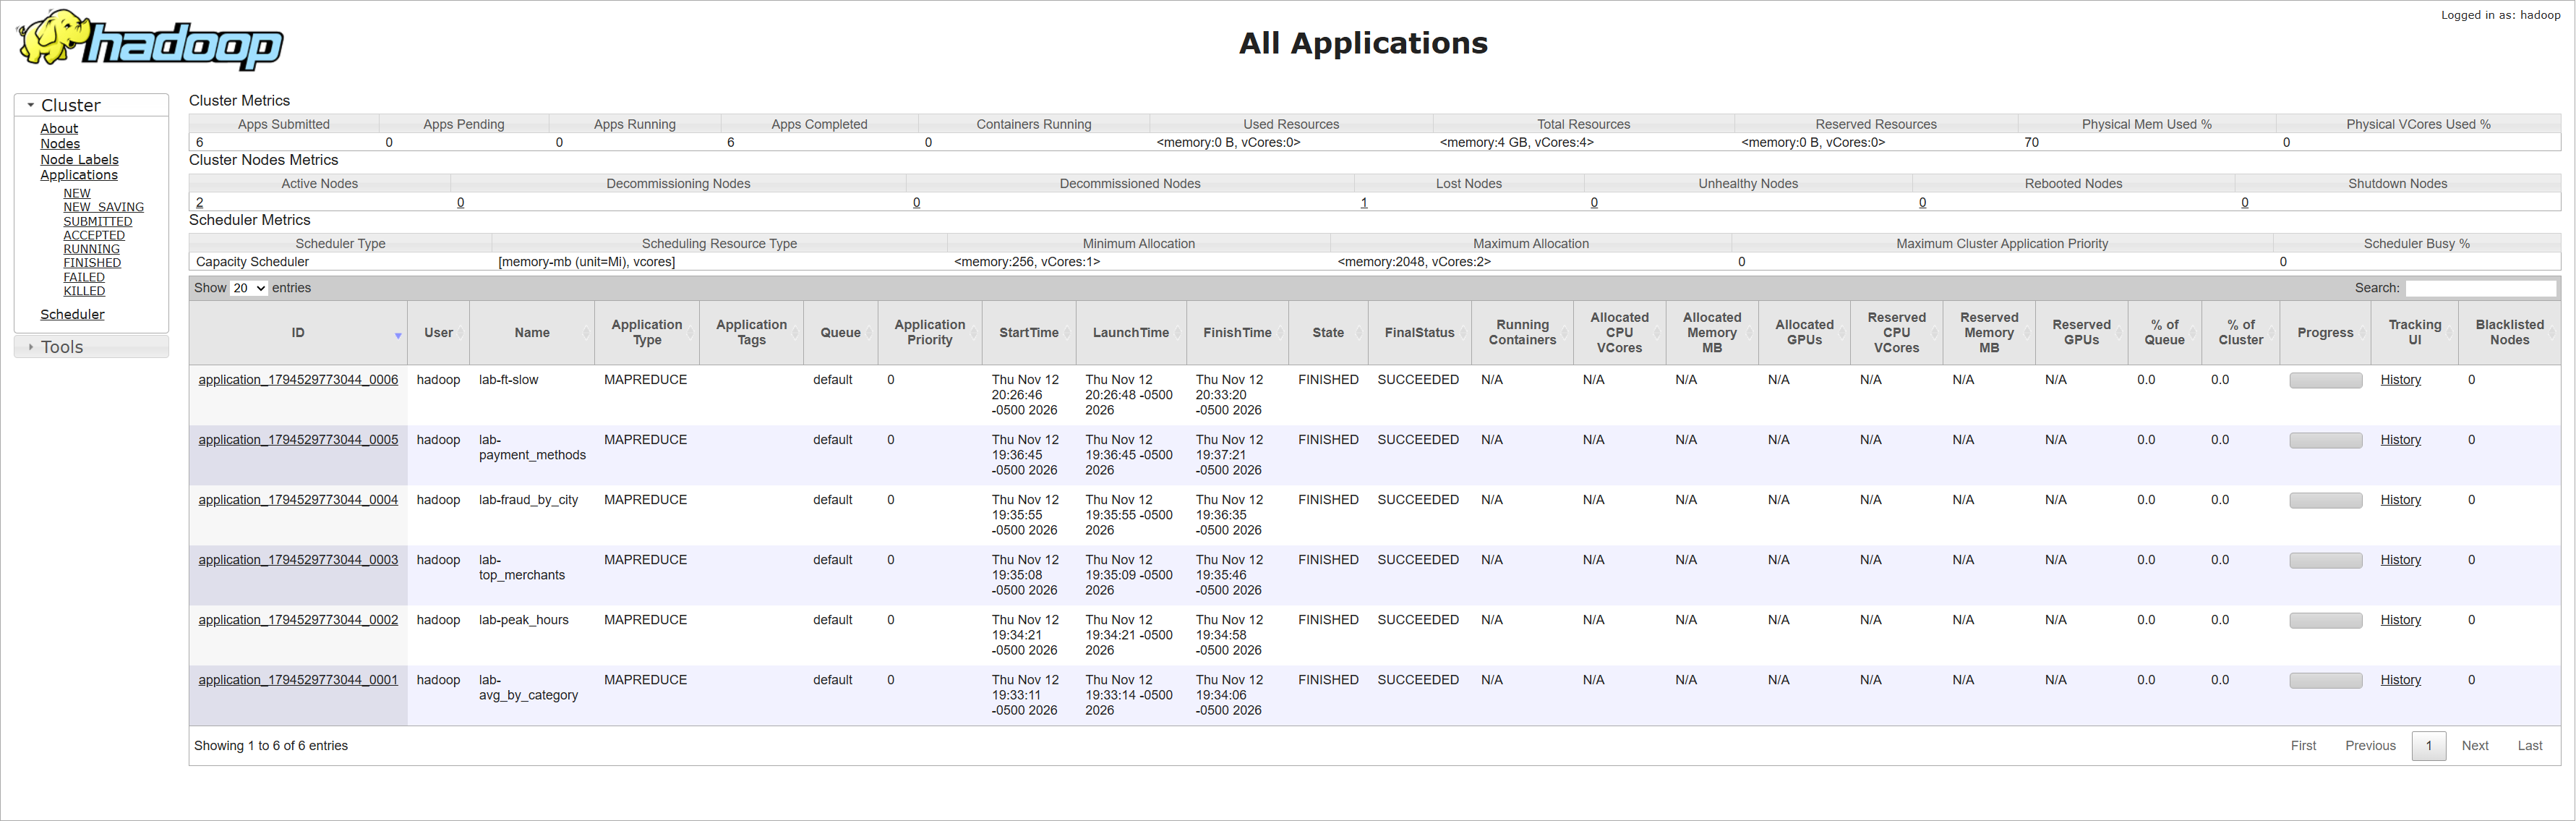 Logged in as: hadoop
hadoop
All Applications
Cluster
About
Nodes
Node Labels
Applications
NEW
NEW_SAVING
SUBMITTED
ACCEPTED
RUNNING
FINISHED
FAILED
KILLED
Scheduler
Tools
Cluster Metrics
Apps Submitted Apps Pending Apps Running Apps Completed Containers Running Used Resources Total Resources Reserved Resources Physical Mem Used % Physical VCores Used %
6 0 0 6 0 <memory:0 B, vCores:0> <memory:4 GB, vCores:4> <memory:0 B, vCores:0> 70 0
Cluster Nodes Metrics
Active Nodes Decommissioning Nodes Decommissioned Nodes Lost Nodes Unhealthy Nodes Rebooted Nodes Shutdown Nodes
2 0 0 1 0 0 0
Scheduler Metrics
Scheduler Type Scheduling Resource Type Minimum Allocation Maximum Allocation Maximum Cluster Application Priority Scheduler Busy %
Capacity Scheduler [memory-mb (unit=Mi), vcores] <memory:256, vCores:1> <memory:2048, vCores:2> 0 0
Show 20 entries Search:
ID User Name Application Type Application Tags Queue Application Priority StartTime LaunchTime FinishTime State FinalStatus Running Containers Allocated CPU VCores Allocated Memory MB Allocated GPUs Reserved CPU VCores Reserved Memory MB Reserved GPUs % of Queue % of Cluster Progress Tracking UI Blacklisted Nodes
application_1794529773044_0006 hadoop lab-ft-slow MAPREDUCE default 0 Thu Nov 12 20:26:46 -0500 2026 Thu Nov 12 20:26:48 -0500 2026 Thu Nov 12 20:33:20 -0500 2026 FINISHED SUCCEEDED N/A N/A N/A N/A N/A N/A N/A 0.0 0.0 History 0
application_1794529773044_0005 hadoop lab-payment_methods MAPREDUCE default 0 Thu Nov 12 19:36:45 -0500 2026 Thu Nov 12 19:36:45 -0500 2026 Thu Nov 12 19:37:21 -0500 2026 FINISHED SUCCEEDED N/A N/A N/A N/A N/A N/A N/A 0.0 0.0 History 0
application_1794529773044_0004 hadoop lab-fraud_by_city MAPREDUCE default 0 Thu Nov 12 19:35:55 -0500 2026 Thu Nov 12 19:35:55 -0500 2026 Thu Nov 12 19:36:35 -0500 2026 FINISHED SUCCEEDED N/A N/A N/A N/A N/A N/A N/A 0.0 0.0 History 0
application_1794529773044_0003 hadoop lab-top_merchants MAPREDUCE default 0 Thu Nov 12 19:35:08 -0500 2026 Thu Nov 12 19:35:09 -0500 2026 Thu Nov 12 19:35:46 -0500 2026 FINISHED SUCCEEDED N/A N/A N/A N/A N/A N/A N/A 0.0 0.0 History 0
application_1794529773044_0002 hadoop lab-peak_hours MAPREDUCE default 0 Thu Nov 12 19:34:21 -0500 2026 Thu Nov 12 19:34:21 -0500 2026 Thu Nov 12 19:34:58 -0500 2026 FINISHED SUCCEEDED N/A N/A N/A N/A N/A N/A N/A 0.0 0.0 History 0
application_1794529773044_0001 hadoop lab-avg_by_category MAPREDUCE default 0 Thu Nov 12 19:33:11 -0500 2026 Thu Nov 12 19:33:14 -0500 2026 Thu Nov 12 19:34:06 -0500 2026 FINISHED SUCCEEDED N/A N/A N/A N/A N/A N/A N/A 0.0 0.0 History 0
Showing 1 to 6 of 6 entries First Previous 1 Next Last